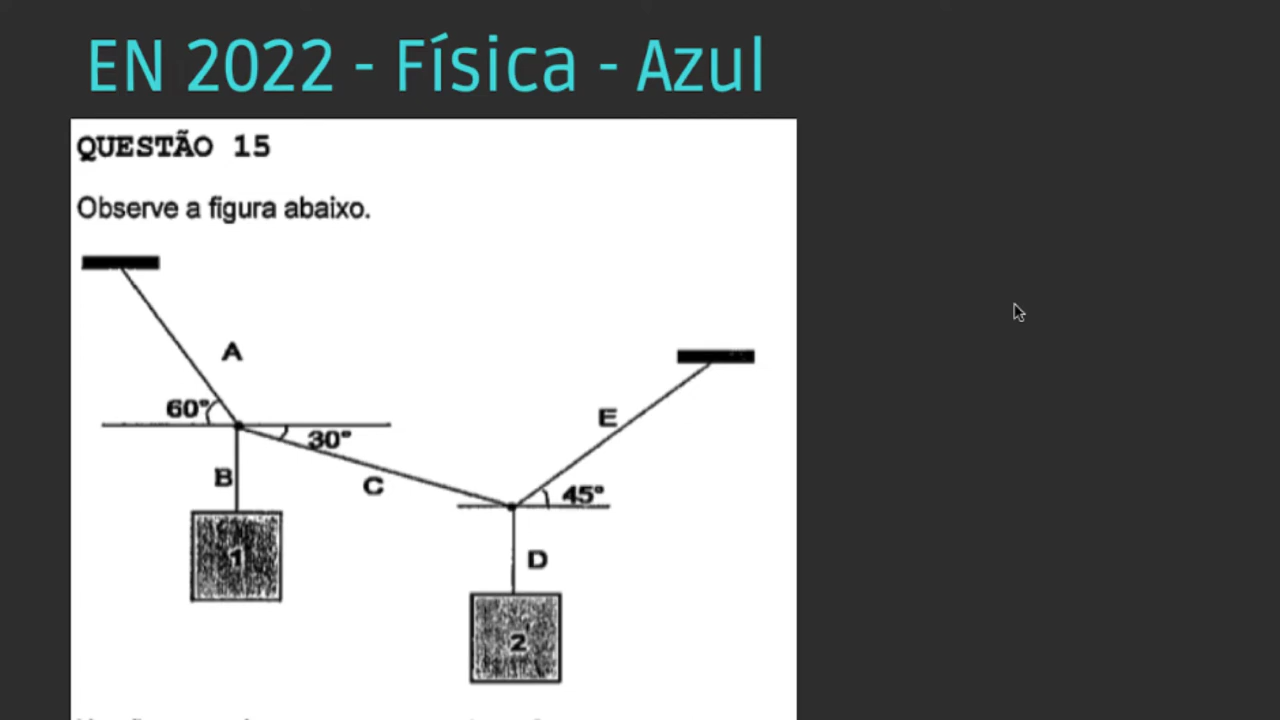 EN 2022 - Física - Azul
QUESTÃO 15
Observe a figura abaixo.
A
60°
30°
B
C
E
45°
1
D
2